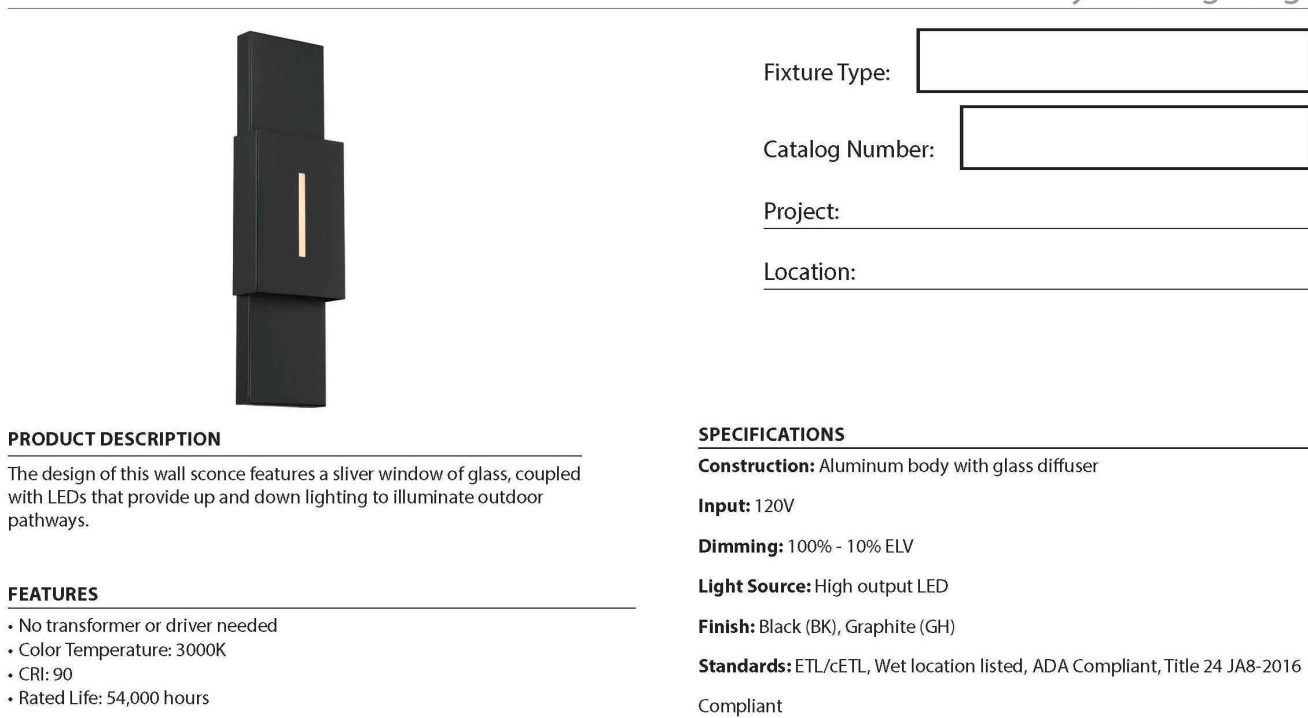 Fixture Type:
Catalog Number:
Project:
Location:
PRODUCT DESCRIPTION
The design of this wall sconce features a sliver window of glass, coupled
with LEDs that provide up and down lighting to illuminate outdoor
pathways.
FEATURES
• No transformer or driver needed
• Color Temperature: 3000K
• CRI: 90
• Rated Life: 54,000 hours
SPECIFICATIONS
Construction: Aluminum body with glass diffuser
Input: 120V
Dimming: 100% - 10% ELV
Light Source: High output LED
Finish: Black (BK), Graphite (GH)
Standards: ETL/cETL, Wet location listed, ADA Compliant, Title 24 JA8-2016
Compliant